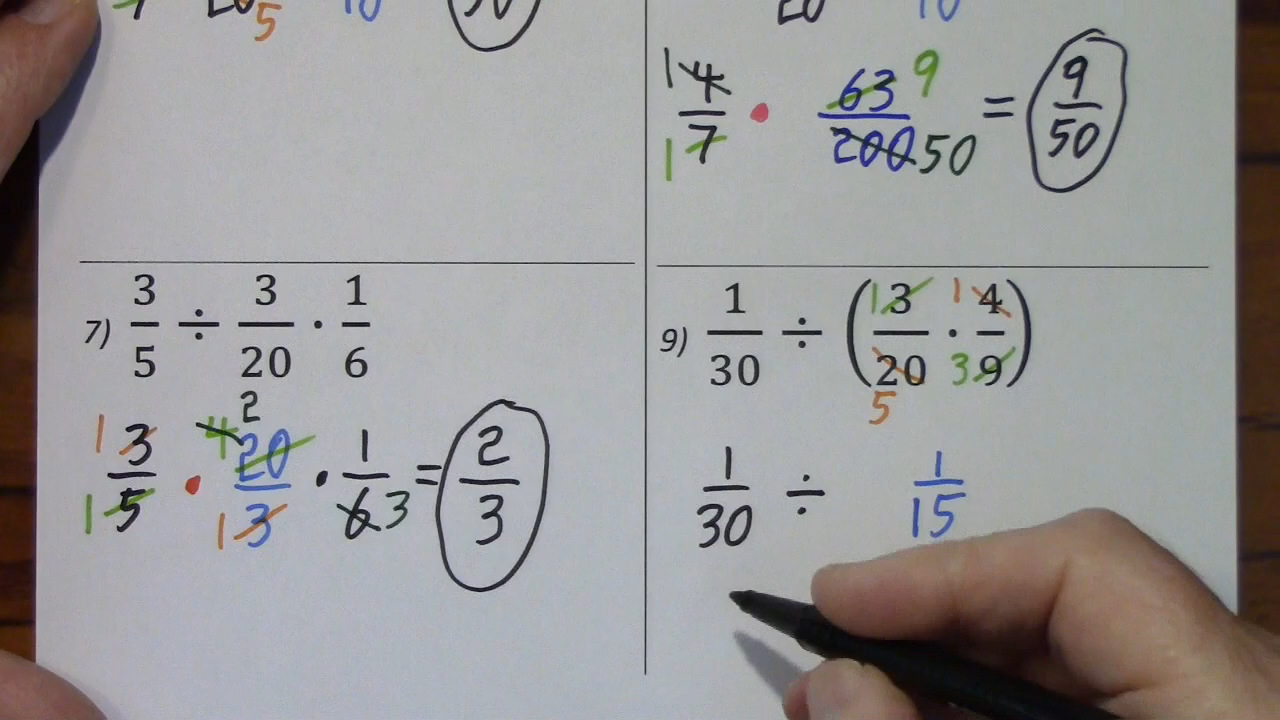 14/7 · 63/200 9 50 = 9/50
1
7) 3/5 ÷ 3/20 · 1/6
1 3/5 1 · 4 2 20/3 1 · 1/6 3 = 2/3
9) 1/30 ÷ (1 3/20 5 · 1 4/9 3)
1/30 ÷ 1/15